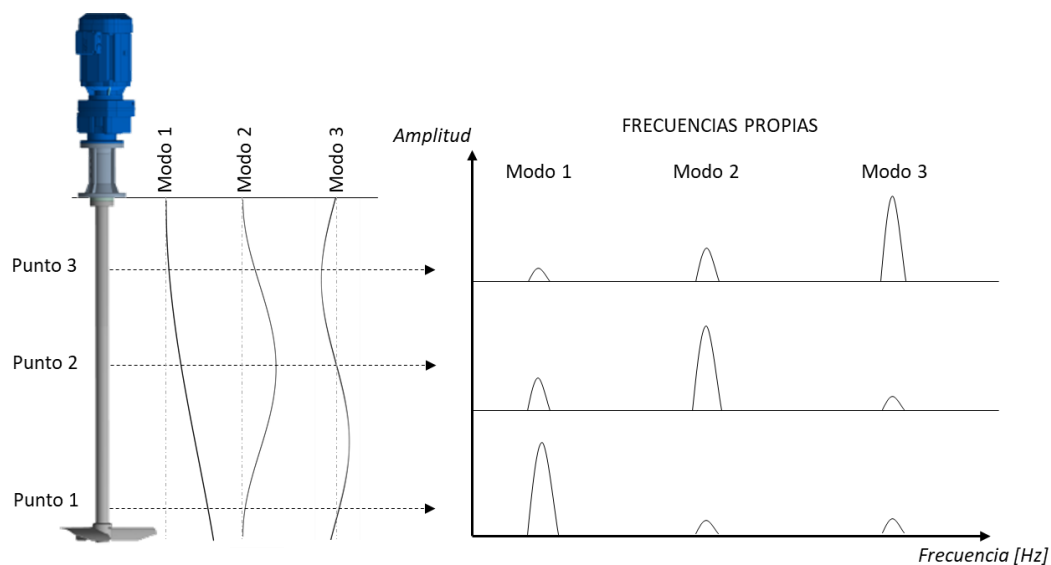 Modo 1
Modo 2
Modo 3
Punto 3
Punto 2
Punto 1
Amplitud
FRECUENCIAS PROPIAS
Modo 1
Modo 2
Modo 3
Frecuencia [Hz]